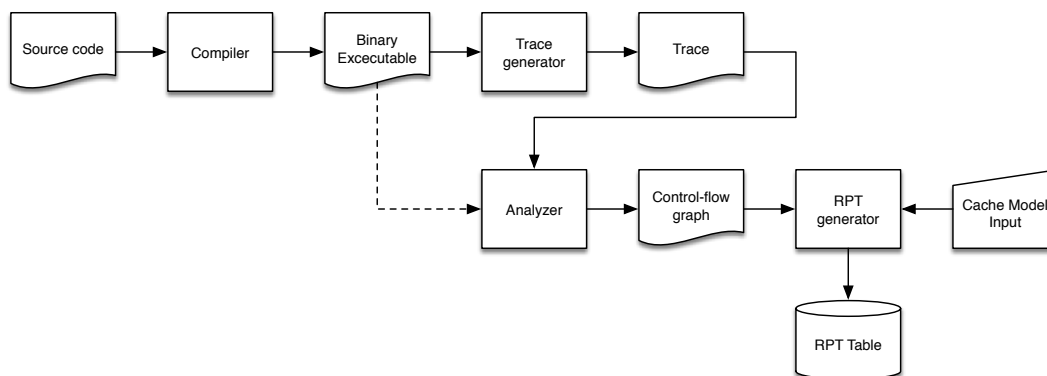 Source code
Compiler
Binary
Excecutable
Trace
generator
Trace
Analyzer
Control-flow
graph
RPT
generator
Cache Model
Input
RPT Table